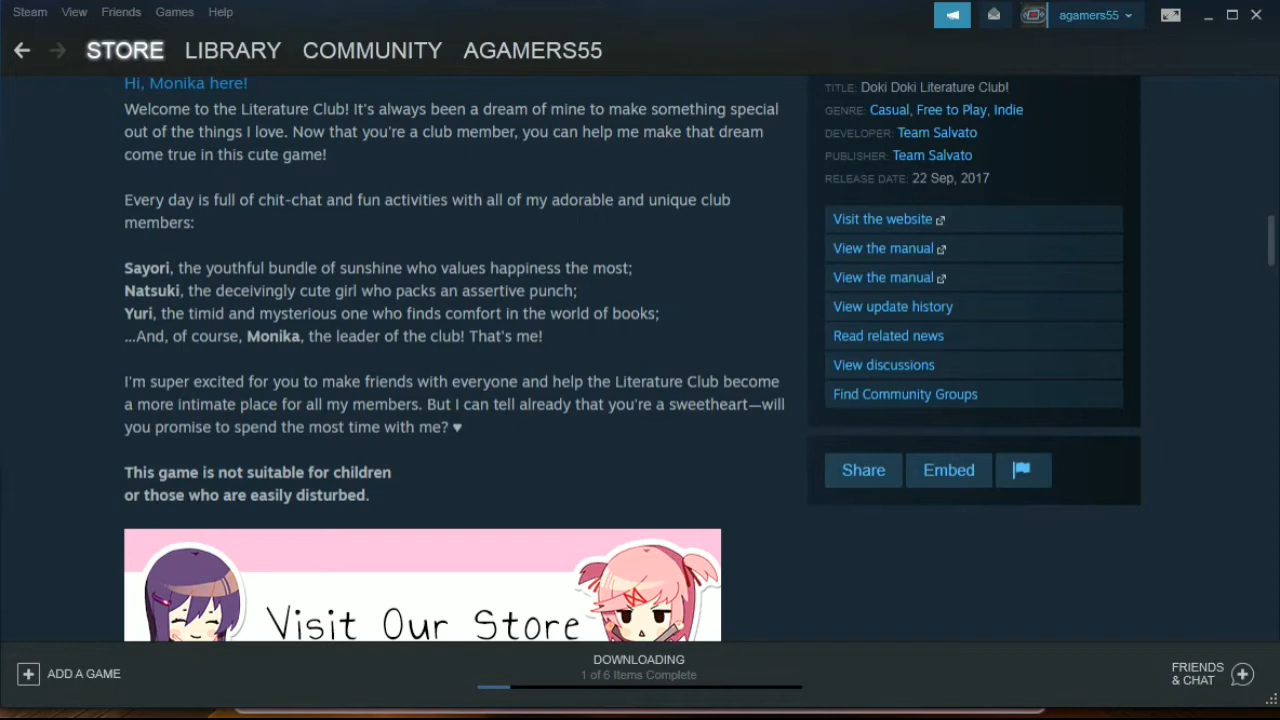 Steam View Friends Games Help
agamers55
STORE LIBRARY COMMUNITY AGAMERS55
Hi, Monika here!
Welcome to the Literature Club! It's always been a dream of mine to make something special
out of the things I love. Now that you're a club member, you can help me make that dream
come true in this cute game!
Every day is full of chit-chat and fun activities with all of my adorable and unique club
members:
Sayori, the youthful bundle of sunshine who values happiness the most;
Natsuki, the deceivingly cute girl who packs an assertive punch;
Yuri, the timid and mysterious one who finds comfort in the world of books;
...And, of course, Monika, the leader of the club! That's me!
I'm super excited for you to make friends with everyone and help the Literature Club become
a more intimate place for all my members. But I can tell already that you're a sweetheart—will
you promise to spend the most time with me? ♥
This game is not suitable for children
or those who are easily disturbed.
Visit Our Store
TITLE: Doki Doki Literature Club!
GENRE: Casual, Free to Play, Indie
DEVELOPER: Team Salvato
PUBLISHER: Team Salvato
RELEASE DATE: 22 Sep, 2017
Visit the website
View the manual
View the manual
View update history
Read related news
View discussions
Find Community Groups
Share Embed
ADD A GAME
DOWNLOADING
1 of 6 Items Complete
FRIENDS
& CHAT